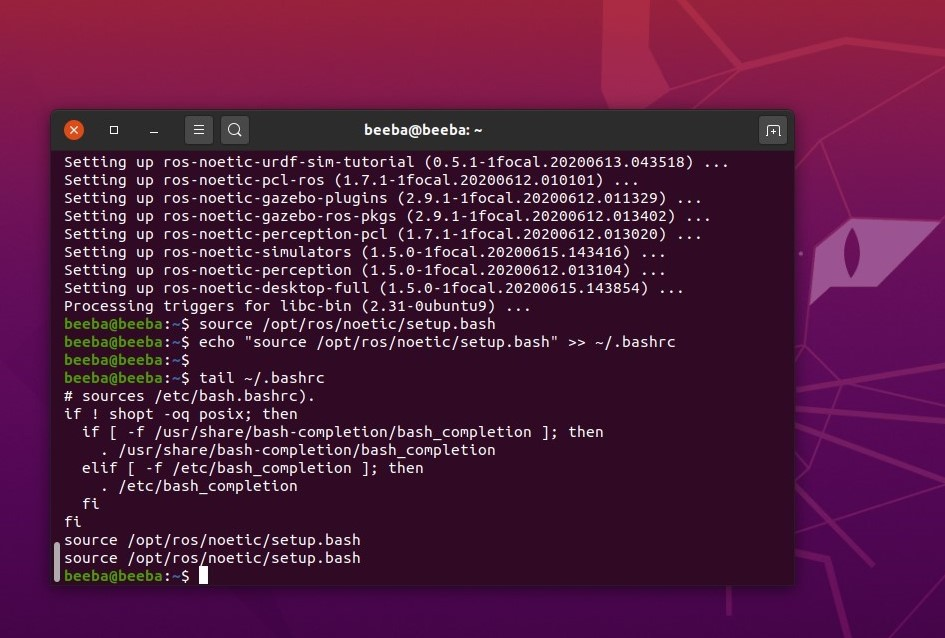 beeba@beeba: ~
Setting up ros-noetic-urdf-sim-tutorial (0.5.1-1focal.20200613.043518) ...
Setting up ros-noetic-pcl-ros (1.7.1-1focal.20200612.010101) ...
Setting up ros-noetic-gazebo-plugins (2.9.1-1focal.20200612.011329) ...
Setting up ros-noetic-gazebo-ros-pkgs (2.9.1-1focal.20200612.013402) ...
Setting up ros-noetic-perception-pcl (1.7.1-1focal.20200612.013020) ...
Setting up ros-noetic-simulators (1.5.0-1focal.20200615.143416) ...
Setting up ros-noetic-perception (1.5.0-1focal.20200612.013104) ...
Setting up ros-noetic-desktop-full (1.5.0-1focal.20200615.143854) ...
Processing triggers for libc-bin (2.31-0ubuntu9) ...
beeba@beeba:~$ source /opt/ros/noetic/setup.bash
beeba@beeba:~$ echo "source /opt/ros/noetic/setup.bash" >> ~/.bashrc
beeba@beeba:~$
beeba@beeba:~$ tail ~/.bashrc
# sources /etc/bash.bashrc).
if ! shopt -oq posix; then
  if [ -f /usr/share/bash-completion/bash_completion ]; then
    . /usr/share/bash-completion/bash_completion
  elif [ -f /etc/bash_completion ]; then
    . /etc/bash_completion
  fi
fi
source /opt/ros/noetic/setup.bash
source /opt/ros/noetic/setup.bash
beeba@beeba:~$